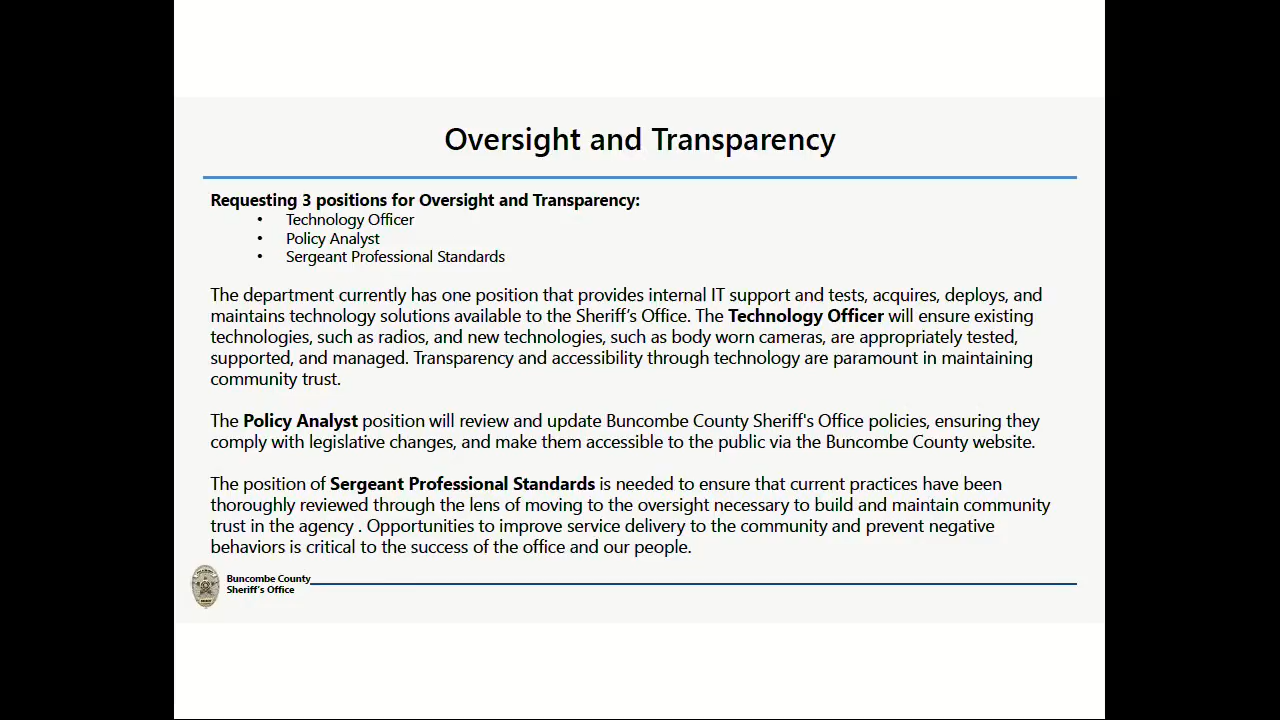 Oversight and Transparency
Requesting 3 positions for Oversight and Transparency:
• Technology Officer
• Policy Analyst
• Sergeant Professional Standards
The department currently has one position that provides internal IT support and tests, acquires, deploys, and
maintains technology solutions available to the Sheriff's Office. The Technology Officer will ensure existing
technologies, such as radios, and new technologies, such as body worn cameras, are appropriately tested,
supported, and managed. Transparency and accessibility through technology are paramount in maintaining
community trust.
The Policy Analyst position will review and update Buncombe County Sheriff's Office policies, ensuring they
comply with legislative changes, and make them accessible to the public via the Buncombe County website.
The position of Sergeant Professional Standards is needed to ensure that current practices have been
thoroughly reviewed through the lens of moving to the oversight necessary to build and maintain community
trust in the agency . Opportunities to improve service delivery to the community and prevent negative
behaviors is critical to the success of the office and our people.
Buncombe County
Sheriff's Office